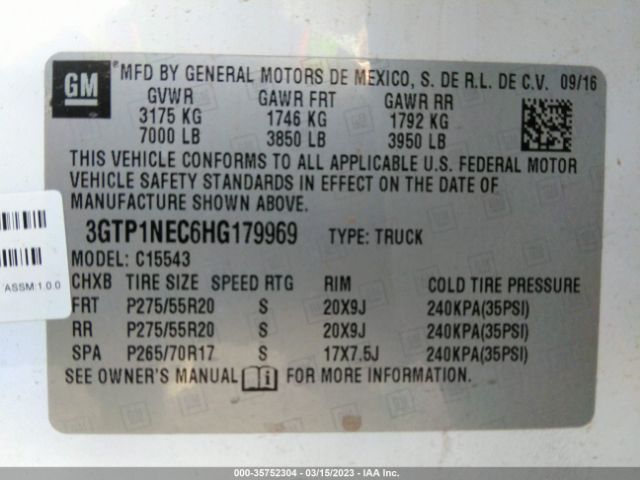 GM
*MFD BY GENERAL MOTORS DE MEXICO, S. DE R.L. DE C.V. 09/16
GVWR GAWR FRT GAWR RR
3175 KG 1746 KG 1792 KG
7000 LB 3850 LB 3950 LB
THIS VEHICLE CONFORMS TO ALL APPLICABLE U.S. FEDERAL MOTOR
VEHICLE SAFETY STANDARDS IN EFFECT ON THE DATE OF
MANUFACTURE SHOWN ABOVE.
3GTP1NEC6HG179969 TYPE: TRUCK
MODEL: C15543
CHXB TIRE SIZE SPEED RTG RIM COLD TIRE PRESSURE
FRT P275/55R20 S 20X9J 240KPA(35PSI)
RR P275/55R20 S 20X9J 240KPA(35PSI)
SPA P265/70R17 S 17X7.5J 240KPA(35PSI)
SEE OWNER'S MANUAL FOR MORE INFORMATION.
ASSM:1.0.0
000-35752304 - 03/15/2023 - IAA Inc.